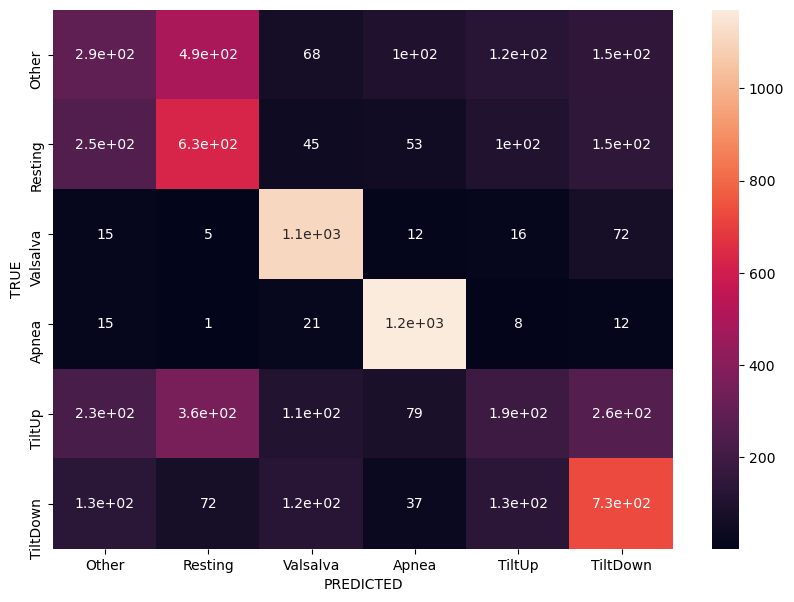 Other 2.9e+02 4.9e+02 68 1e+02 1.2e+02 1.5e+02
Resting 2.5e+02 6.3e+02 45 53 1e+02 1.5e+02
Valsalva 15 5 1.1e+03 12 16 72
Apnea 15 1 21 1.2e+03 8 12
TiltUp 2.3e+02 3.6e+02 1.1e+02 79 1.9e+02 2.6e+02
TiltDown 1.3e+02 72 1.2e+02 37 1.3e+02 7.3e+02
TRUE
Other Resting Valsalva Apnea TiltUp TiltDown
PREDICTED
1000
800
600
400
200